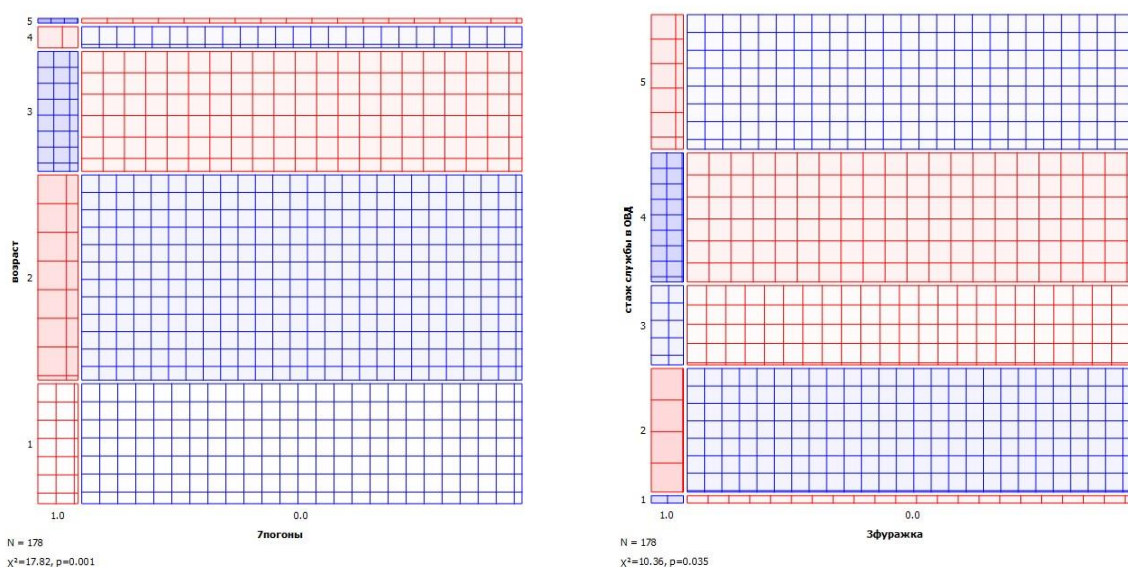 5
4
3
2
1
возраст
1.0
0.0
7погоны
N = 178
χ²=17.82, p=0.001
5
4
3
2
1
стаж службы в ОВД
1.0
0.0
3фуражка
N = 178
χ²=10.36, p=0.035